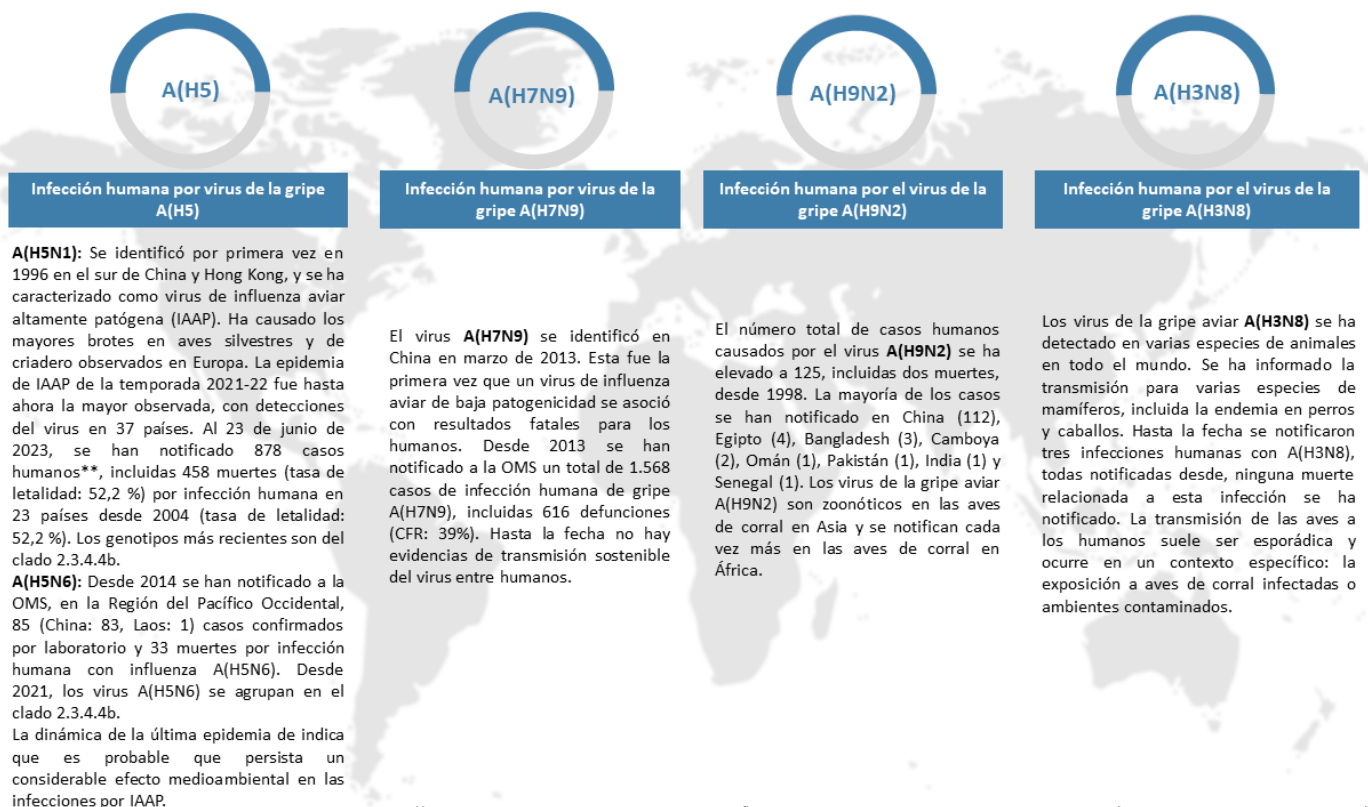 A(H5)
A(H7N9)
A(H9N2)
A(H3N8)
Infección humana por virus de la gripe
A(H5)
A(H5N1): Se identificó por primera vez en
1996 en el sur de China y Hong Kong, y se ha
caracterizado como virus de influenza aviar
altamente patógena (IAAP). Ha causado los
mayores brotes en aves silvestres y de
criadero observados en Europa. La epidemia
de IAAP de la temporada 2021-22 fue hasta
ahora la mayor observada, con detecciones
del virus en 37 países. Al 23 de junio de
2023, se han notificado 878 casos
humanos**, incluidas 458 muertes (tasa de
letalidad: 52,2 %) por infección humana en
23 países desde 2004 (tasa de letalidad:
52,2 %). Los genotipos más recientes son del
clado 2.3.4.4b.
A(H5N6): Desde 2014 se han notificado a la
OMS, en la Región del Pacífico Occidental,
85 (China: 83, Laos: 1) casos confirmados
por laboratorio y 33 muertes por infección
humana con influenza A(H5N6). Desde
2021, los virus A(H5N6) se agrupan en el
clado 2.3.4.4b.
La dinámica de la última epidemia de indica
que es probable que persista un
considerable efecto medioambiental en las
infecciones por IAAP.
Infección humana por virus de la
gripe A(H7N9)
El virus A(H7N9) se identificó en
China en marzo de 2013. Esta fue la
primera vez que un virus de influenza
aviar de baja patogenicidad se asoció
con resultados fatales para los
humanos. Desde 2013 se han
notificado a la OMS un total de 1.568
casos de infección humana de gripe
A(H7N9), incluidas 616 defunciones
(CFR: 39%). Hasta la fecha no hay
evidencias de transmisión sostenible
del virus entre humanos.
Infección humana por el virus de la
gripe A(H9N2)
El número total de casos humanos
causados por el virus A(H9N2) se ha
elevado a 125, incluidas dos muertes,
desde 1998. La mayoría de los casos
se han notificado en China (112),
Egipto (4), Bangladesh (3), Camboya
(2), Omán (1), Pakistán (1), India (1) y
Senegal (1). Los virus de la gripe aviar
A(H9N2) son zoonóticos en las aves
de corral en Asia y se notifican cada
vez más en las aves de corral en
África.
Infección humana por el virus de la
gripe A(H3N8)
Los virus de la gripe aviar A(H3N8) se ha
detectado en varias especies de animales
en todo el mundo. Se ha informado la
transmisión para varias especies de
mamíferos, incluida la endemia en perros
y caballos. Hasta la fecha se notificaron
tres infecciones humanas con A(H3N8),
todas notificadas desde, ninguna muerte
relacionada a esta infección se ha
notificado. La transmisión de las aves a
los humanos suele ser esporádica y
ocurre en un contexto específico: la
exposición a aves de corral infectadas o
ambientes contaminados.